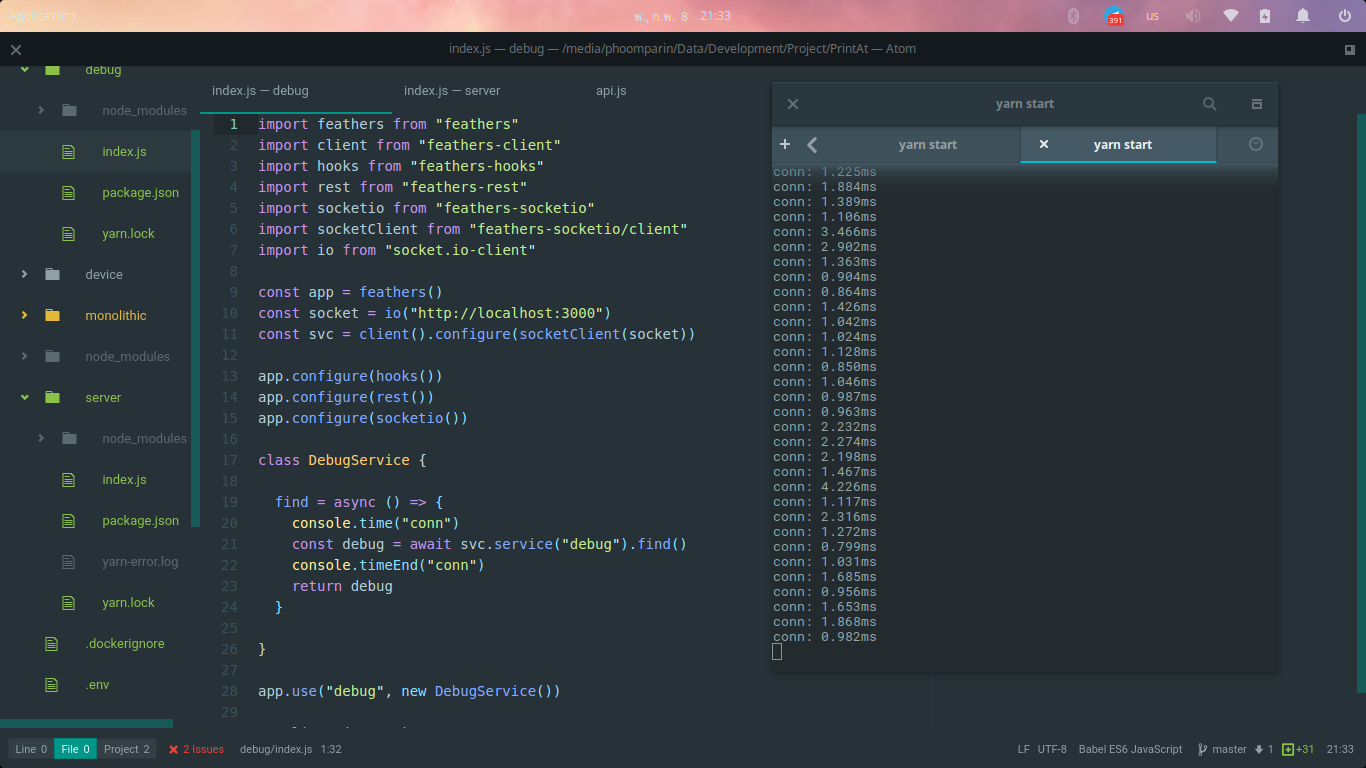 Applications
พ., ก.พ. 8 21:33
391
us
index.js — debug — /media/phoomparin/Data/Development/Project/PrintAt — Atom
debug
node_modules
index.js
package.json
yarn.lock
device
monolithic
node_modules
server
node_modules
index.js
package.json
yarn-error.log
yarn.lock
.dockerignore
.env
index.js — debug
index.js — server
api.js
1 import feathers from "feathers"
2 import client from "feathers-client"
3 import hooks from "feathers-hooks"
4 import rest from "feathers-rest"
5 import socketio from "feathers-socketio"
6 import socketClient from "feathers-socketio/client"
7 import io from "socket.io-client"
8
9 const app = feathers()
10 const socket = io("http://localhost:3000")
11 const svc = client().configure(socketClient(socket))
12
13 app.configure(hooks())
14 app.configure(rest())
15 app.configure(socketio())
16
17 class DebugService {
18
19 find = async () => {
20 console.time("conn")
21 const debug = await svc.service("debug").find()
22 console.timeEnd("conn")
23 return debug
24 }
25
26 }
27
28 app.use("debug", new DebugService())
29
yarn start
yarn start
yarn start
conn: 1.225ms
conn: 1.884ms
conn: 1.389ms
conn: 1.106ms
conn: 3.466ms
conn: 2.902ms
conn: 1.363ms
conn: 0.904ms
conn: 0.864ms
conn: 1.426ms
conn: 1.042ms
conn: 1.024ms
conn: 1.128ms
conn: 0.850ms
conn: 1.046ms
conn: 0.987ms
conn: 0.963ms
conn: 2.232ms
conn: 2.274ms
conn: 2.198ms
conn: 1.467ms
conn: 4.226ms
conn: 1.117ms
conn: 2.316ms
conn: 1.272ms
conn: 0.799ms
conn: 1.031ms
conn: 1.685ms
conn: 0.956ms
conn: 1.653ms
conn: 1.868ms
conn: 0.982ms
Line 0 File 0 Project 2 2 Issues debug/index.js 1:32
LF UTF-8 Babel ES6 JavaScript master 1 +31 21:33